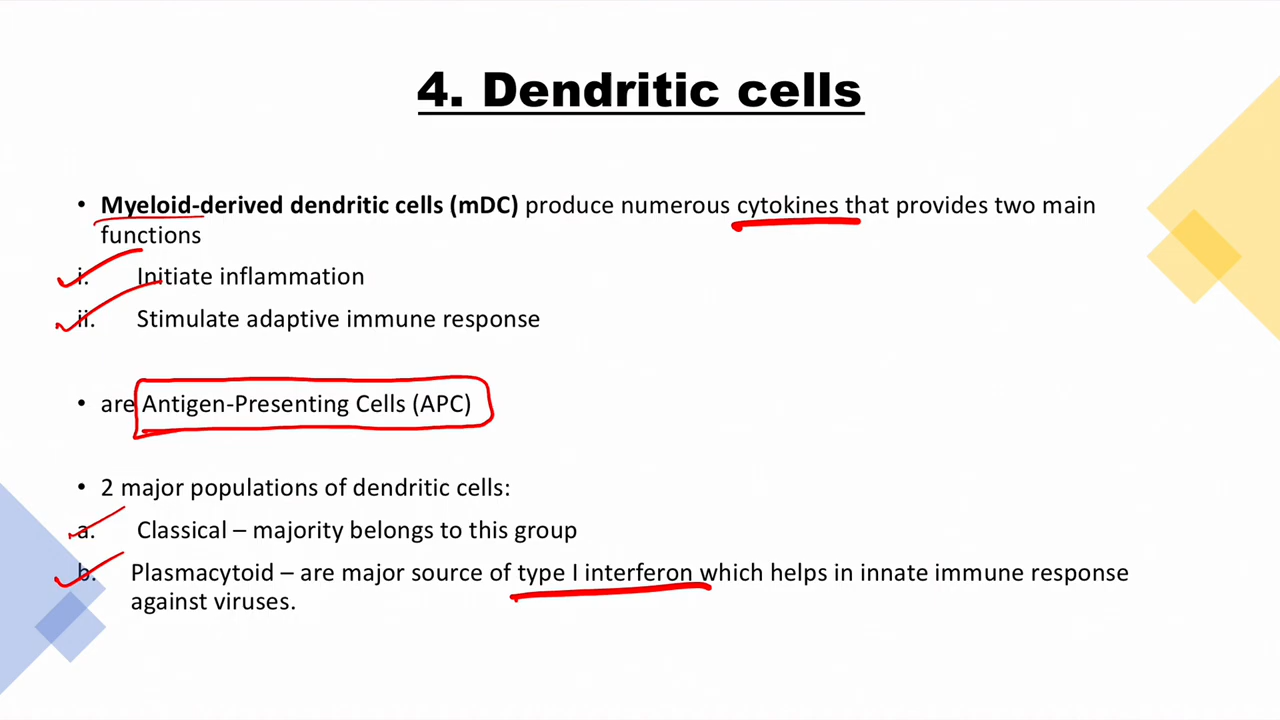 4. Dendritic cells
• Myeloid-derived dendritic cells (mDC) produce numerous cytokines that provides two main
functions
i. Initiate inflammation
ii. Stimulate adaptive immune response
• are Antigen-Presenting Cells (APC)
• 2 major populations of dendritic cells:
a. Classical – majority belongs to this group
b. Plasmacytoid – are major source of type I interferon which helps in innate immune response
against viruses.